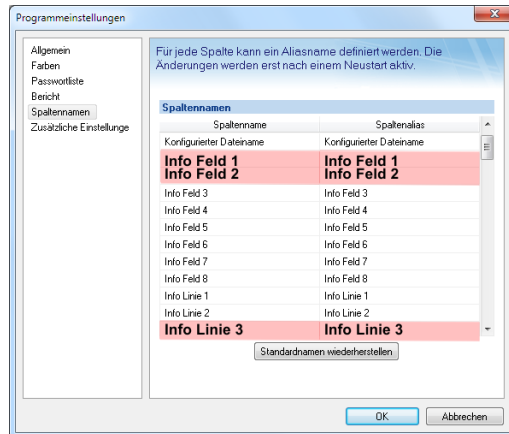 Programmeinstellungen
Allgemein
Farben
Passwortliste
Bericht
Spaltennamen
Zusätzliche Einstellunge
Für jede Spalte kann ein Aliasname definiert werden. Die
Änderungen werden erst nach einem Neustart aktiv.
Spaltennamen
Spaltenname Spaltenalias
Konfigurierter Dateiname Konfigurierter Dateiname
Info Feld 1 Info Feld 1
Info Feld 2 Info Feld 2
Info Feld 3 Info Feld 3
Info Feld 4 Info Feld 4
Info Feld 5 Info Feld 5
Info Feld 6 Info Feld 6
Info Feld 7 Info Feld 7
Info Feld 8 Info Feld 8
Info Linie 1 Info Linie 1
Info Linie 2 Info Linie 2
Info Linie 3 Info Linie 3
Standardnamen wiederherstellen
OK Abbrechen